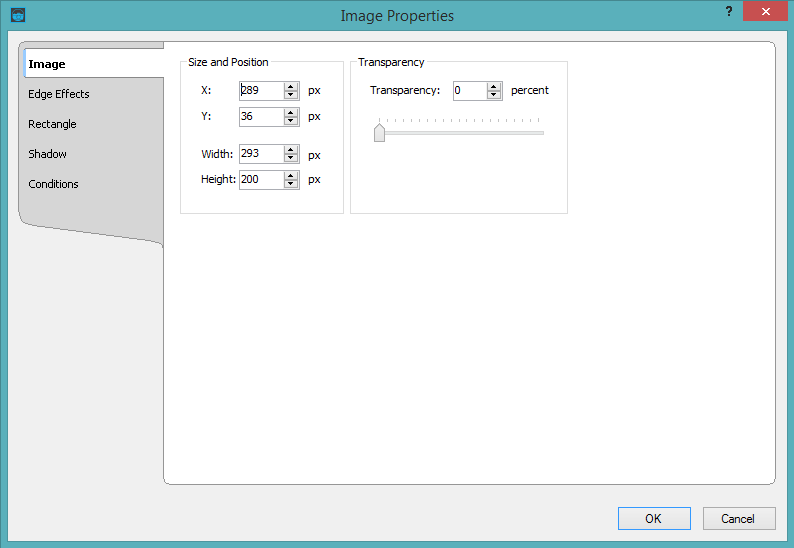 Image Properties
?
Image
Edge Effects
Rectangle
Shadow
Conditions
Size and Position
X: 289 px
Y: 36 px
Width: 293 px
Height: 200 px
Transparency
Transparency: 0 percent
OK
Cancel